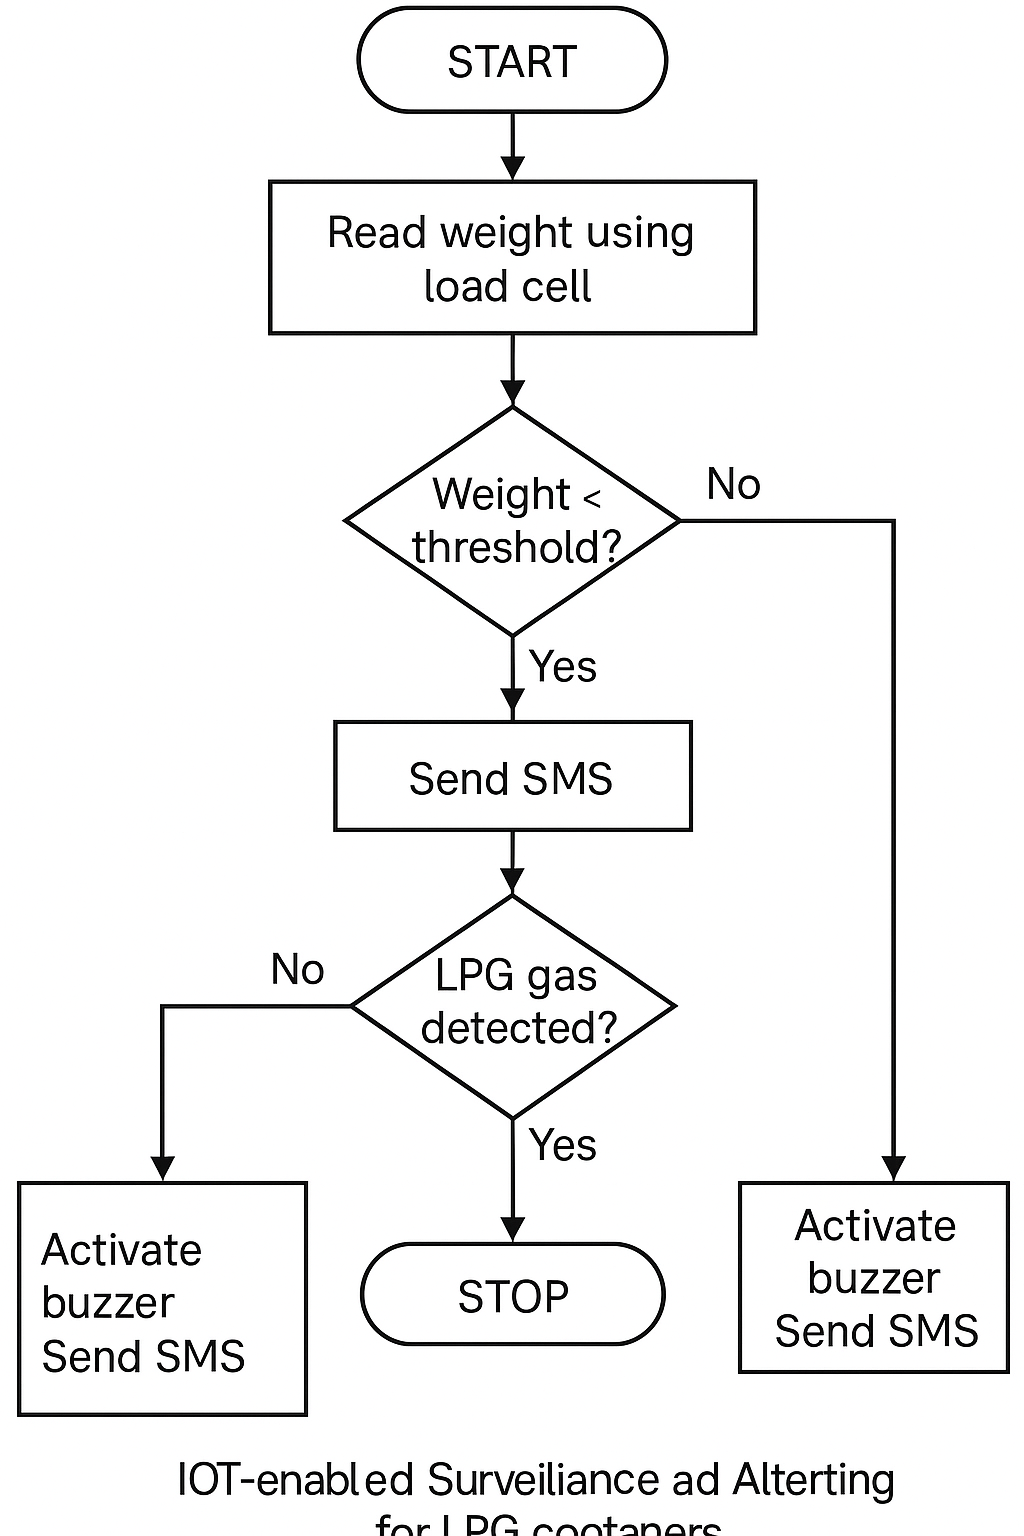 START
Read weight using
load cell
Weight <
threshold?
No
Yes
Send SMS
No
LPG gas
detected?
Yes
Activate
buzzer
Send SMS
STOP
Activate
buzzer
Send SMS
IOT-enabled Surveiliance ad Alterting
for LPG cootaners